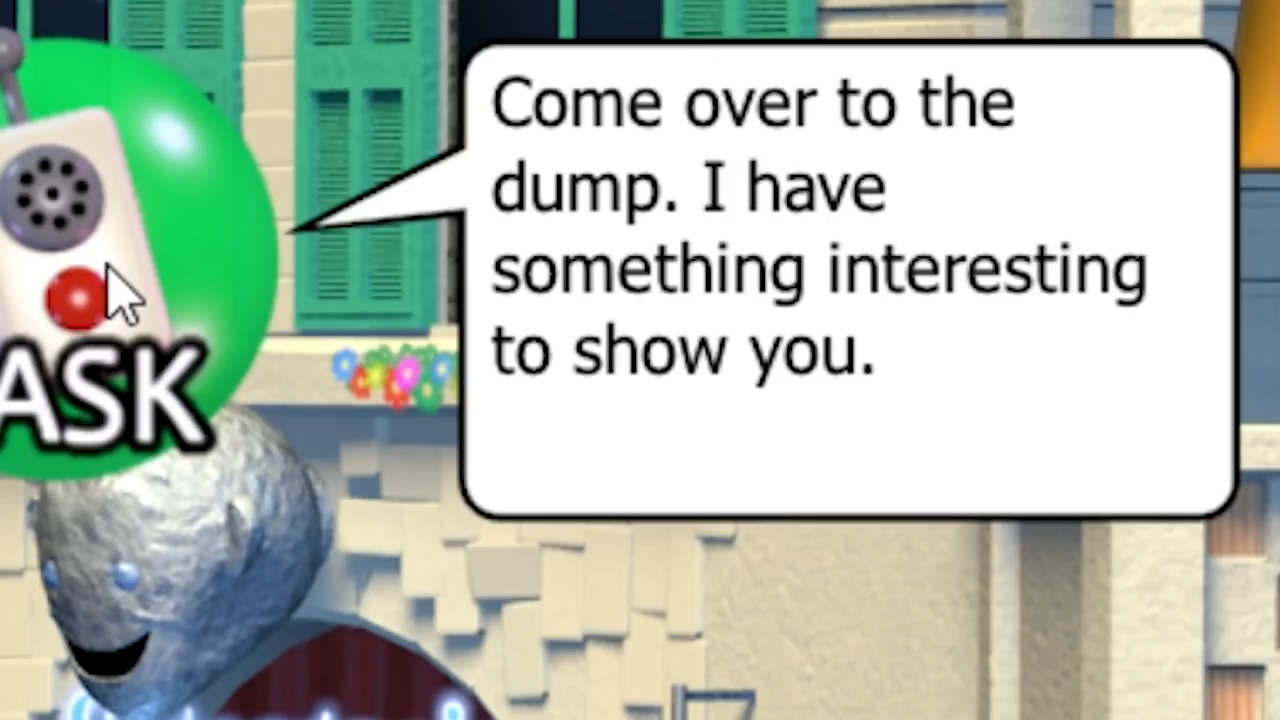 Come over to the
dump. I have
something interesting
to show you.
ASK